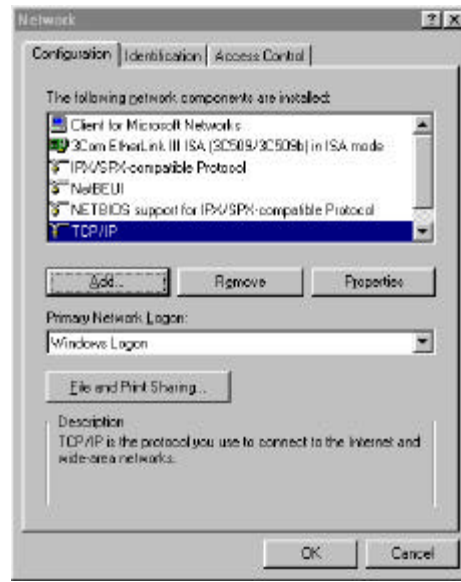 Network
Configuration Identification Access Control
The following network components are installed:
Client for Microsoft Networks
3Com EtherLink III ISA (3C509/3C509b) in ISA mode
IPX/SPX-compatible Protocol
NetBEUI
NETBIOS support for IPX/SPX-compatible Protocol
TCP/IP
Add... Remove Properties
Primary Network Logon:
Windows Logon
File and Print Sharing...
Description
TCP/IP is the protocol you use to connect to the Internet and
wide-area networks.
OK Cancel